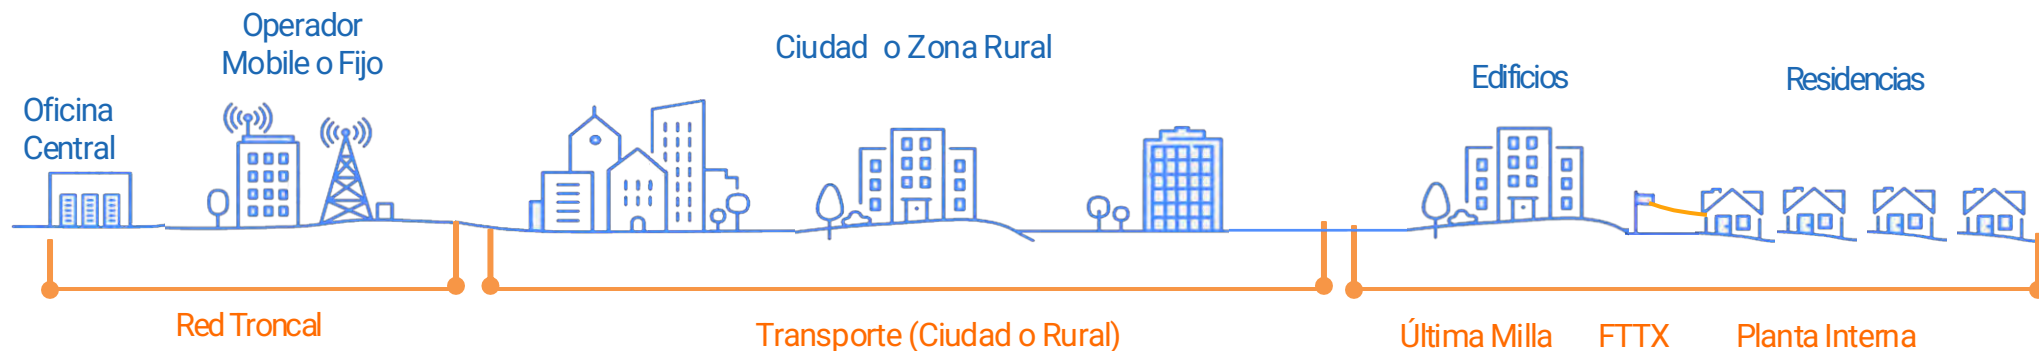 Operador
Mobile o Fijo
Ciudad o Zona Rural
Edificios
Residencias
Oficina
Central
Red Troncal
Transporte (Ciudad o Rural)
Última Milla
FTTX
Planta Interna